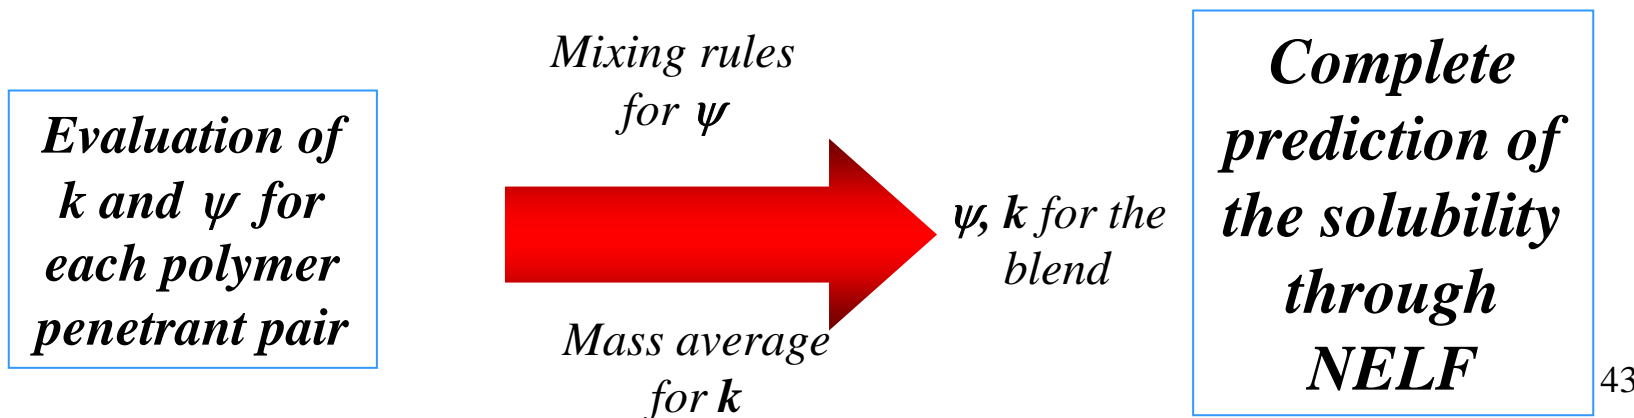 Evaluation of
k and ψ for
each polymer
penetrant pair
Mixing rules
for ψ
Mass average
for k
ψ, k for the
blend
Complete
prediction of
the solubility
through
NELF
43